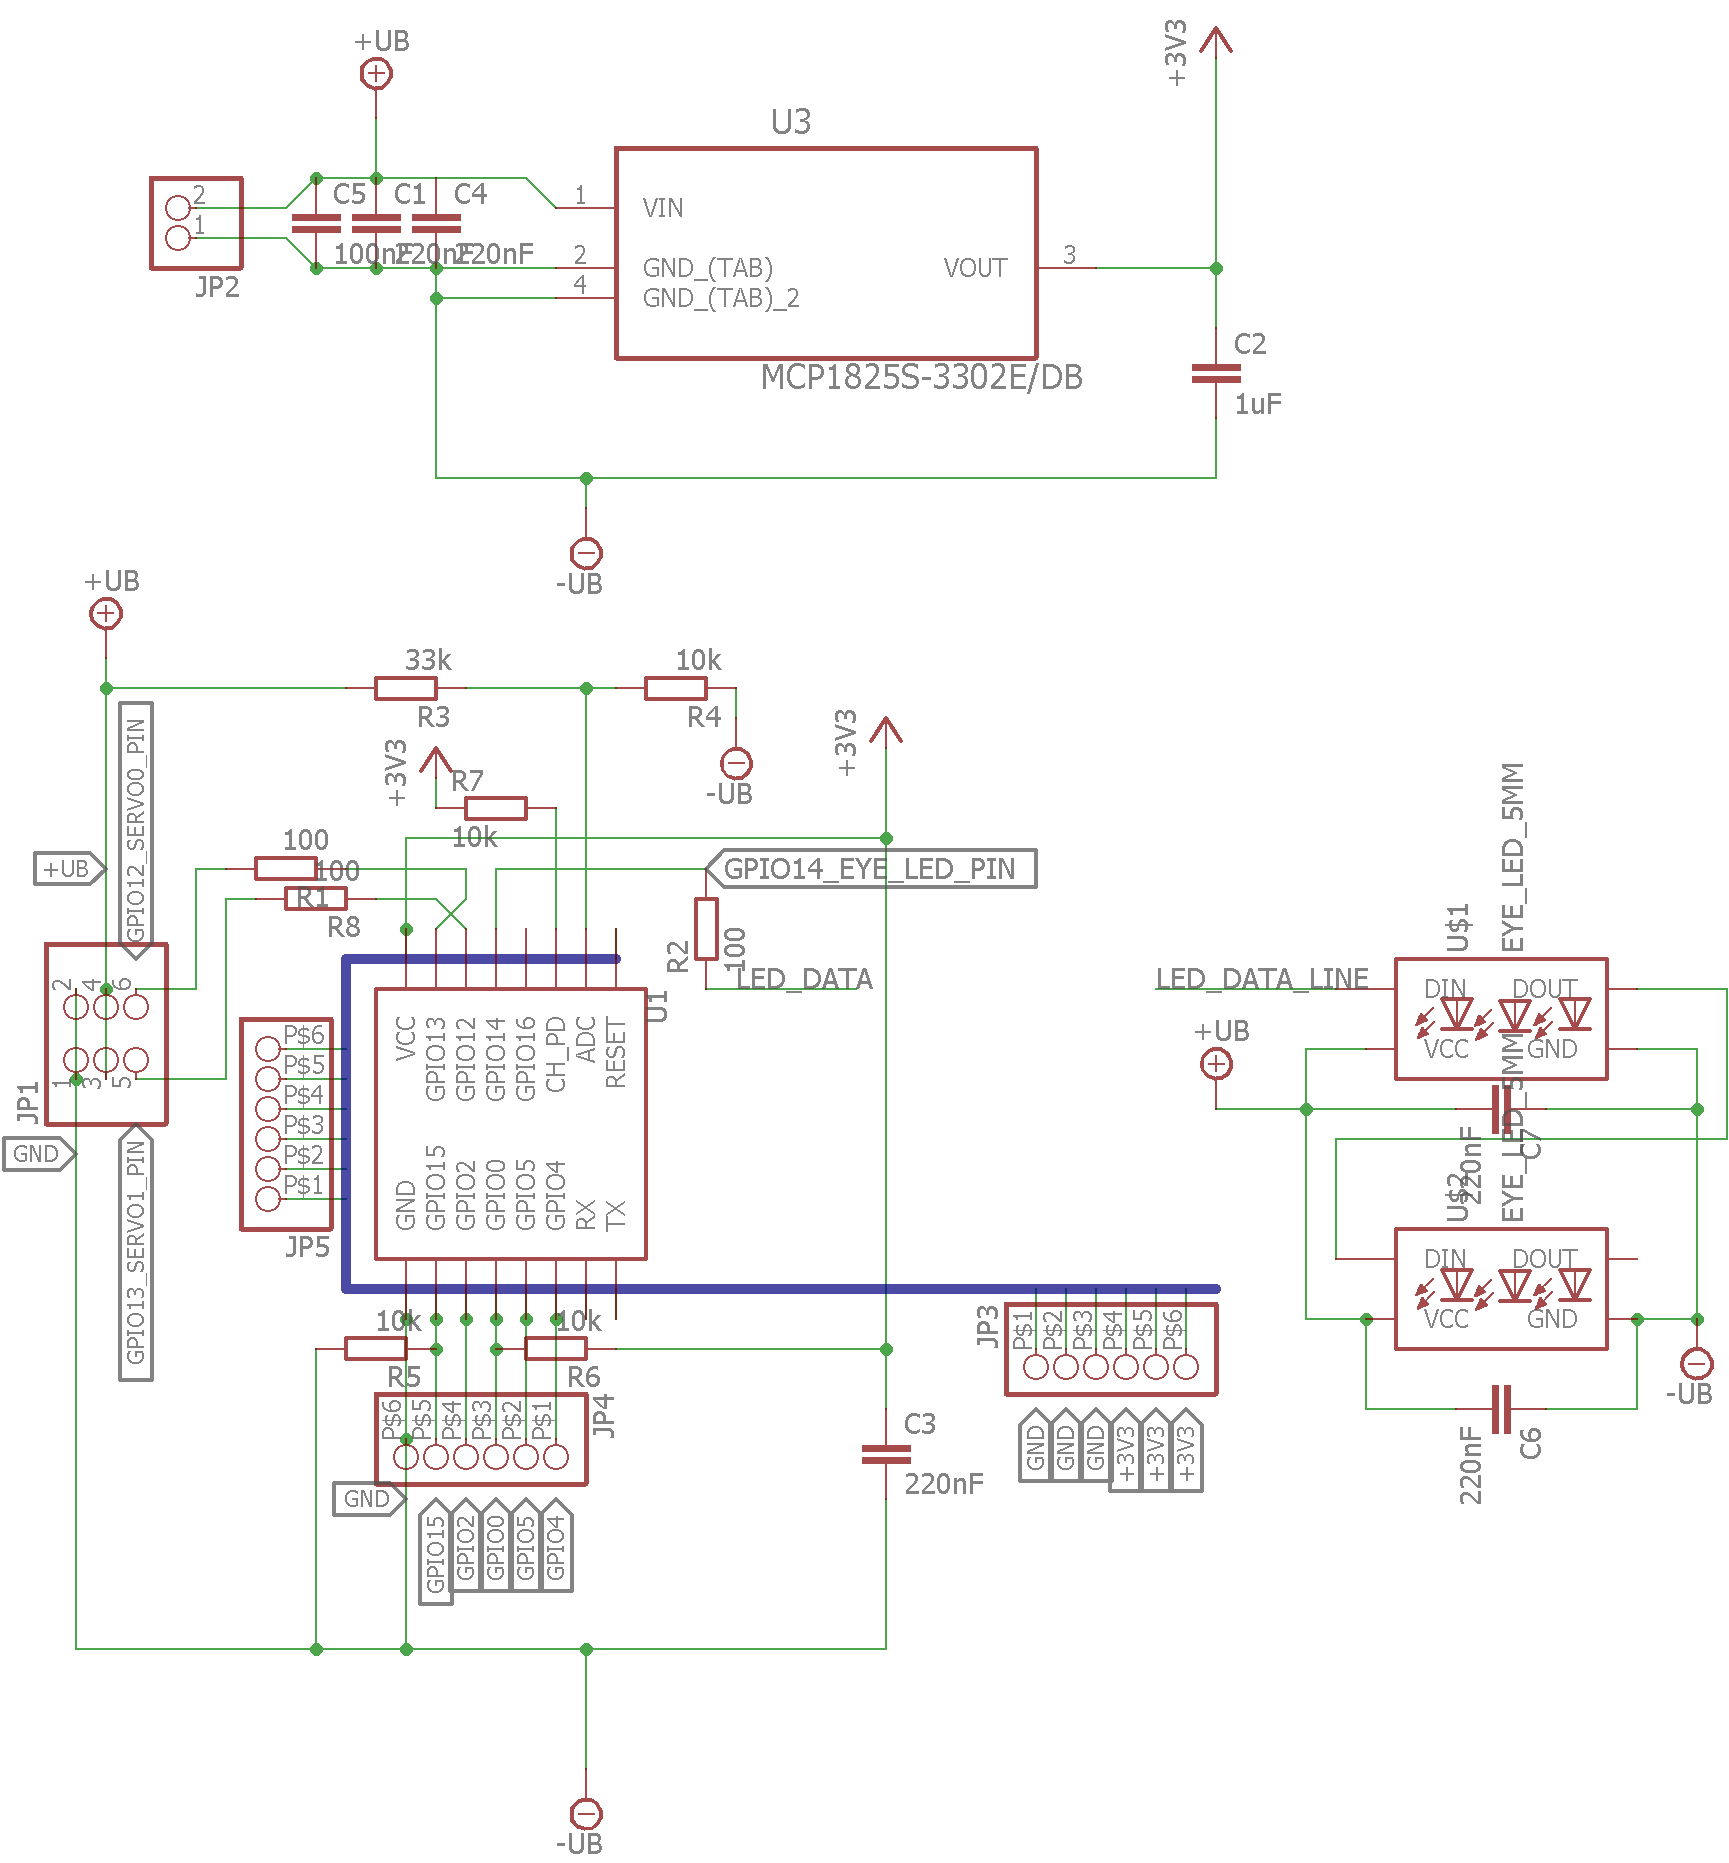 +UB
+3V3
U3
2
1
JP2
C5
C1
C4
100nF
220nF
220nF
1
2
4
VIN
GND_(TAB)
GND_(TAB)_2
VOUT
3
MCP1825S-3302E/DB
C2
1uF
-UB
+UB
33k
R3
10k
R4
-UB
+3V3
R7
10k
+3V3
100
R1
100
R8
+UB
GPIO12_SERVO0_PIN
GPIO14_EYE_LED_PIN
R2
100
LED_DATA
2
4
6
1
3
5
JP1
GND
GPIO13_SERVO1_PIN
P$6
P$5
P$4
P$3
P$2
P$1
JP5
U1
VCC
GPIO13
GPIO12
GPIO14
GPIO16
CH_PD
ADC
RESET
GND
GPIO15
GPIO2
GPIO0
GPIO5
GPIO4
RX
TX
10k
R5
10k
R6
P$6
P$5
P$4
P$3
P$2
P$1
JP4
GND
GPIO15
GPIO2
GPIO0
GPIO5
GPIO4
C3
220nF
-UB
JP3
P$1
P$2
P$3
P$4
P$5
P$6
GND
GND
GND
+3V3
+3V3
+3V3
LED_DATA_LINE
+UB
U$1
EYE_LED_5MM
DIN
DOUT
VCC
GND
220nF
C7
U$2
EYE_LED_5MM
DIN
DOUT
VCC
GND
220nF
C6
-UB